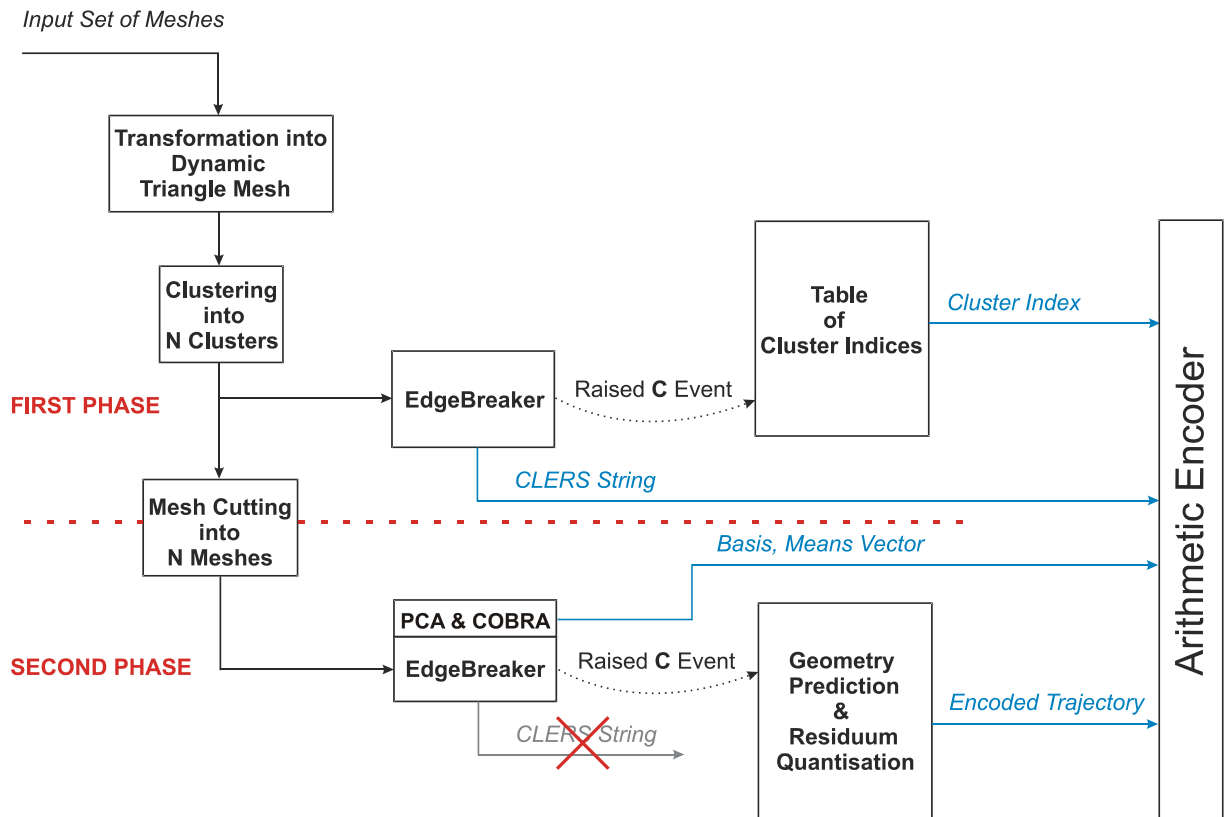 Input Set of Meshes
Transformation into
Dynamic
Triangle Mesh
Clustering
into
N Clusters
FIRST PHASE
EdgeBreaker
Raised C Event
Table
of
Cluster Indices
Cluster Index
CLERS String
Mesh Cutting
into
N Meshes
Basis, Means Vector
PCA & COBRA
SECOND PHASE
EdgeBreaker
Raised C Event
CLERS String
Geometry
Prediction
&
Residuum
Quantisation
Encoded Trajectory
Arithmetic Encoder